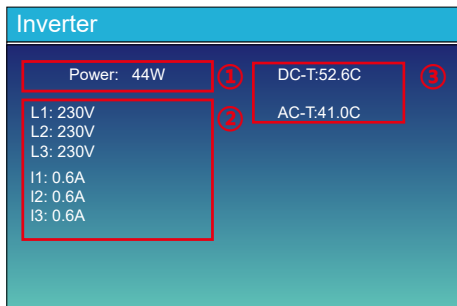 Inverter
Power: 44W
①
L1: 230V
L2: 230V
L3: 230V
I1: 0.6A
I2: 0.6A
I3: 0.6A
②
DC-T:52.6C
AC-T:41.0C
③